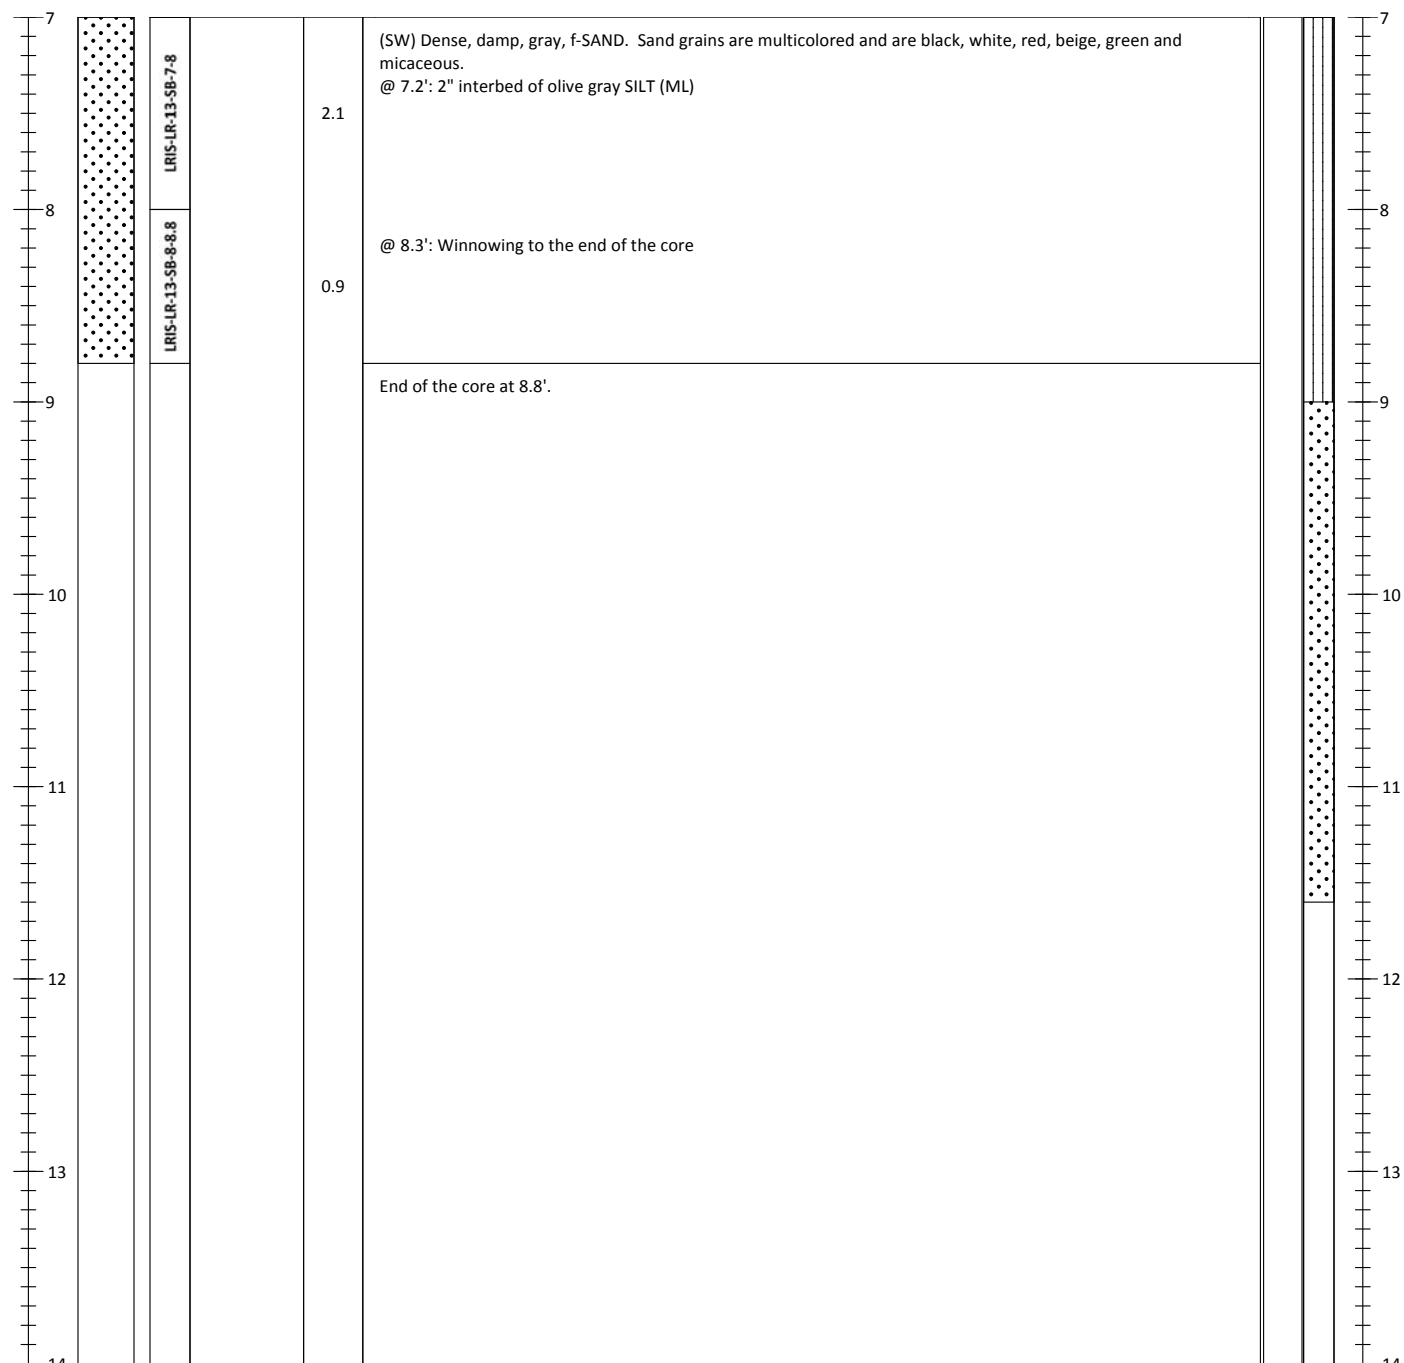 7
7
(SW) Dense, damp, gray, f-SAND.  Sand grains are multicolored and are black, white, red, beige, green and
micaceous.
@ 7.2': 2" interbed of olive gray SILT (ML)
LRIS-LR-13-SB-7-8
2.1
8
8
@ 8.3': Winnowing to the end of the core
LRIS-LR-13-SB-8-8.8
0.9
End of the core at 8.8'.
9
9
10
10
11
11
12
12
13
13
14
14